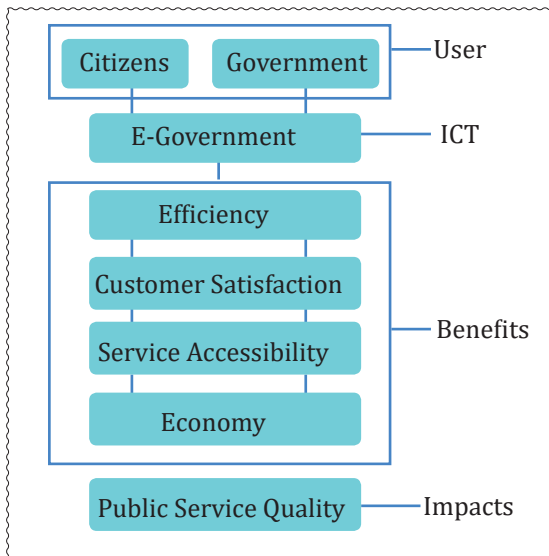 Citizens
Government
User
E-Government
ICT
Efficiency
Customer Satisfaction
Service Accessibility
Benefits
Economy
Public Service Quality
Impacts